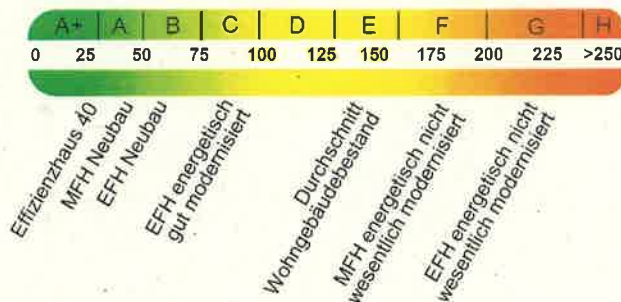 A+ A B C D E F G H
0 25 50 75 100 125 150 175 200 225 >250
Effizienzhaus 40
MFH Neubau
EFH Neubau
EFH energetisch
gut modernisiert
Durchschnitt
Wohngebäudebestand
MFH energetisch nicht
wesentlich modernisiert
EFH energetisch nicht
wesentlich modernisiert